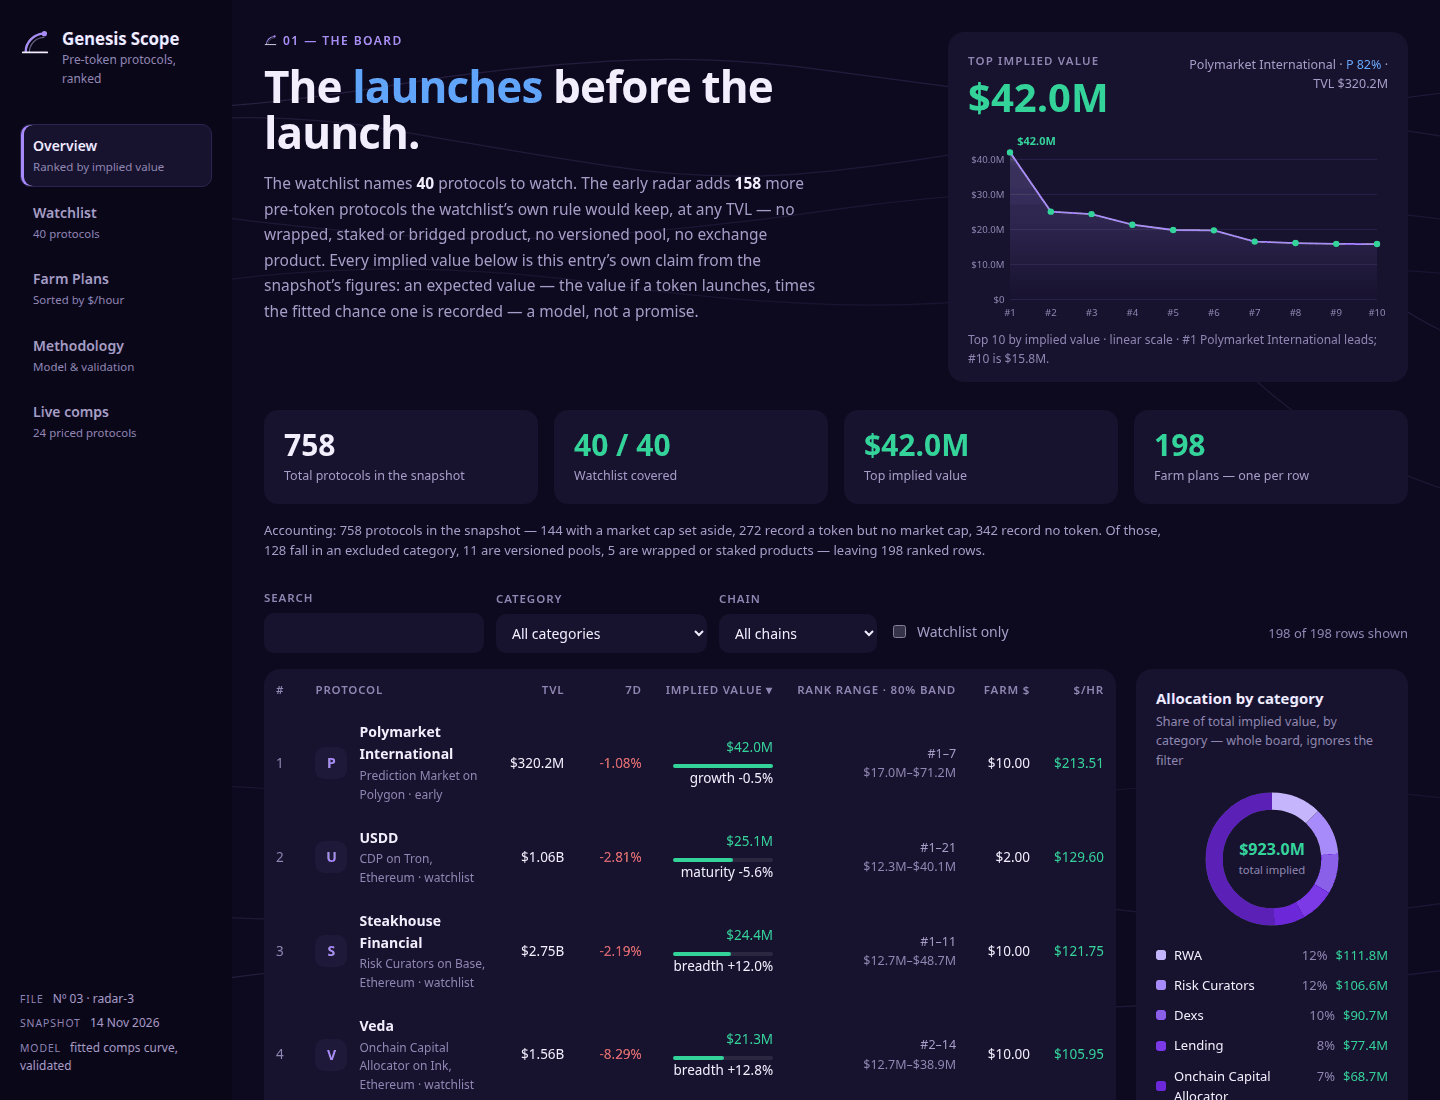 Genesis Scope
Pre-token protocols,
ranked
Overview
Ranked by implied value
Watchlist
40 protocols
Farm Plans
Sorted by $/hour
Methodology
Model & validation
Live comps
24 priced protocols
FILE Nº 03 · radar-3
SNAPSHOT 14 Nov 2026
MODEL fitted comps curve,
validated
01 — THE BOARD
The launches before the
launch.
The watchlist names 40 protocols to watch. The early radar adds 158 more
pre-token protocols the watchlist’s own rule would keep, at any TVL — no
wrapped, staked or bridged product, no versioned pool, no exchange
product. Every implied value below is this entry’s own claim from the
snapshot’s figures: an expected value — the value if a token launches, times
the fitted chance one is recorded — a model, not a promise.
TOP IMPLIED VALUE
$42.0M
Polymarket International · P 82% ·
TVL $320.2M
$42.0M
$40.0M
$30.0M
$20.0M
$10.0M
$0
#1 #2 #3 #4 #5 #6 #7 #8 #9 #10
Top 10 by implied value · linear scale · #1 Polymarket International leads;
#10 is $15.8M.
758
Total protocols in the snapshot
40 / 40
Watchlist covered
$42.0M
Top implied value
198
Farm plans — one per row
Accounting: 758 protocols in the snapshot — 144 with a market cap set aside, 272 record a token but no market cap, 342 record no token. Of those,
128 fall in an excluded category, 11 are versioned pools, 5 are wrapped or staked products — leaving 198 ranked rows.
SEARCH
CATEGORY
All categories
CHAIN
All chains
Watchlist only
198 of 198 rows shown
# PROTOCOL TVL 7D IMPLIED VALUE ▾ RANK RANGE · 80% BAND FARM $ $/HR
1 P Polymarket
International
Prediction Market on
Polygon · early
$320.2M -1.08% $42.0M
growth -0.5%
#1–7
$17.0M–$71.2M
$10.00 $213.51
2 U USDD
CDP on Tron,
Ethereum · watchlist
$1.06B -2.81% $25.1M
maturity -5.6%
#1–21
$12.3M–$40.1M
$2.00 $129.60
3 S Steakhouse
Financial
Risk Curators on Base,
Ethereum · watchlist
$2.75B -2.19% $24.4M
breadth +12.0%
#1–11
$12.7M–$48.7M
$10.00 $121.75
4 V Veda
Onchain Capital
Allocator on Ink,
Ethereum · watchlist
$1.56B -8.29% $21.3M
breadth +12.8%
#2–14
$12.7M–$38.9M
$10.00 $105.95
Allocation by category
Share of total implied value, by
category — whole board, ignores the
filter
$923.0M
total implied
RWA 12% $111.8M
Risk Curators 12% $106.6M
Dexs 10% $90.7M
Lending 8% $77.4M
Onchain Capital 7% $68.7M
Allocator